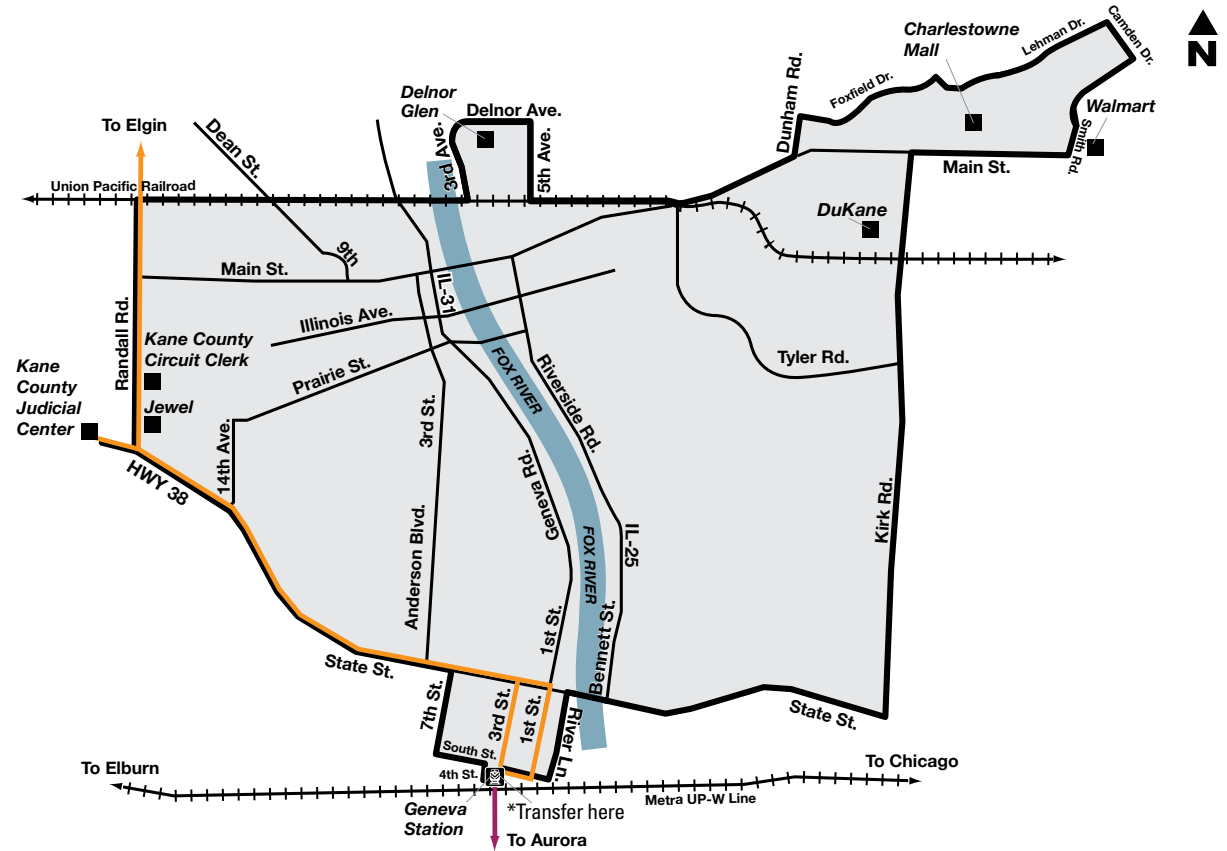 Charlestowne
Mall
Lehman Dr.
Camden Dr.
N
Foxfield Dr.
Dunham Rd.
Walmart
Smith Rd.
Main St.
Delnor
Glen
Delnor Ave.
3rd Ave.
5th Ave.
To Elgin
Dean St.
Union Pacific Railroad
DuKane
9th
Main St.
IL-31
Illinois Ave.
Randall Rd.
Kane County
Circuit Clerk
Kane
County
Judicial
Center
Jewel
Prairie St.
FOX RIVER
Riverside Rd.
Tyler Rd.
14th Ave.
3rd St.
HWY 38
Geneva Rd.
Kirk Rd.
Anderson Blvd.
FOX RIVER
IL-25
1st St.
Bennett St.
State St.
7th St.
3rd St.
1st St.
River Ln.
State St.
South St.
4th St.
To Elburn
To Chicago
Metra UP-W Line
Geneva
Station
*Transfer here
To Aurora